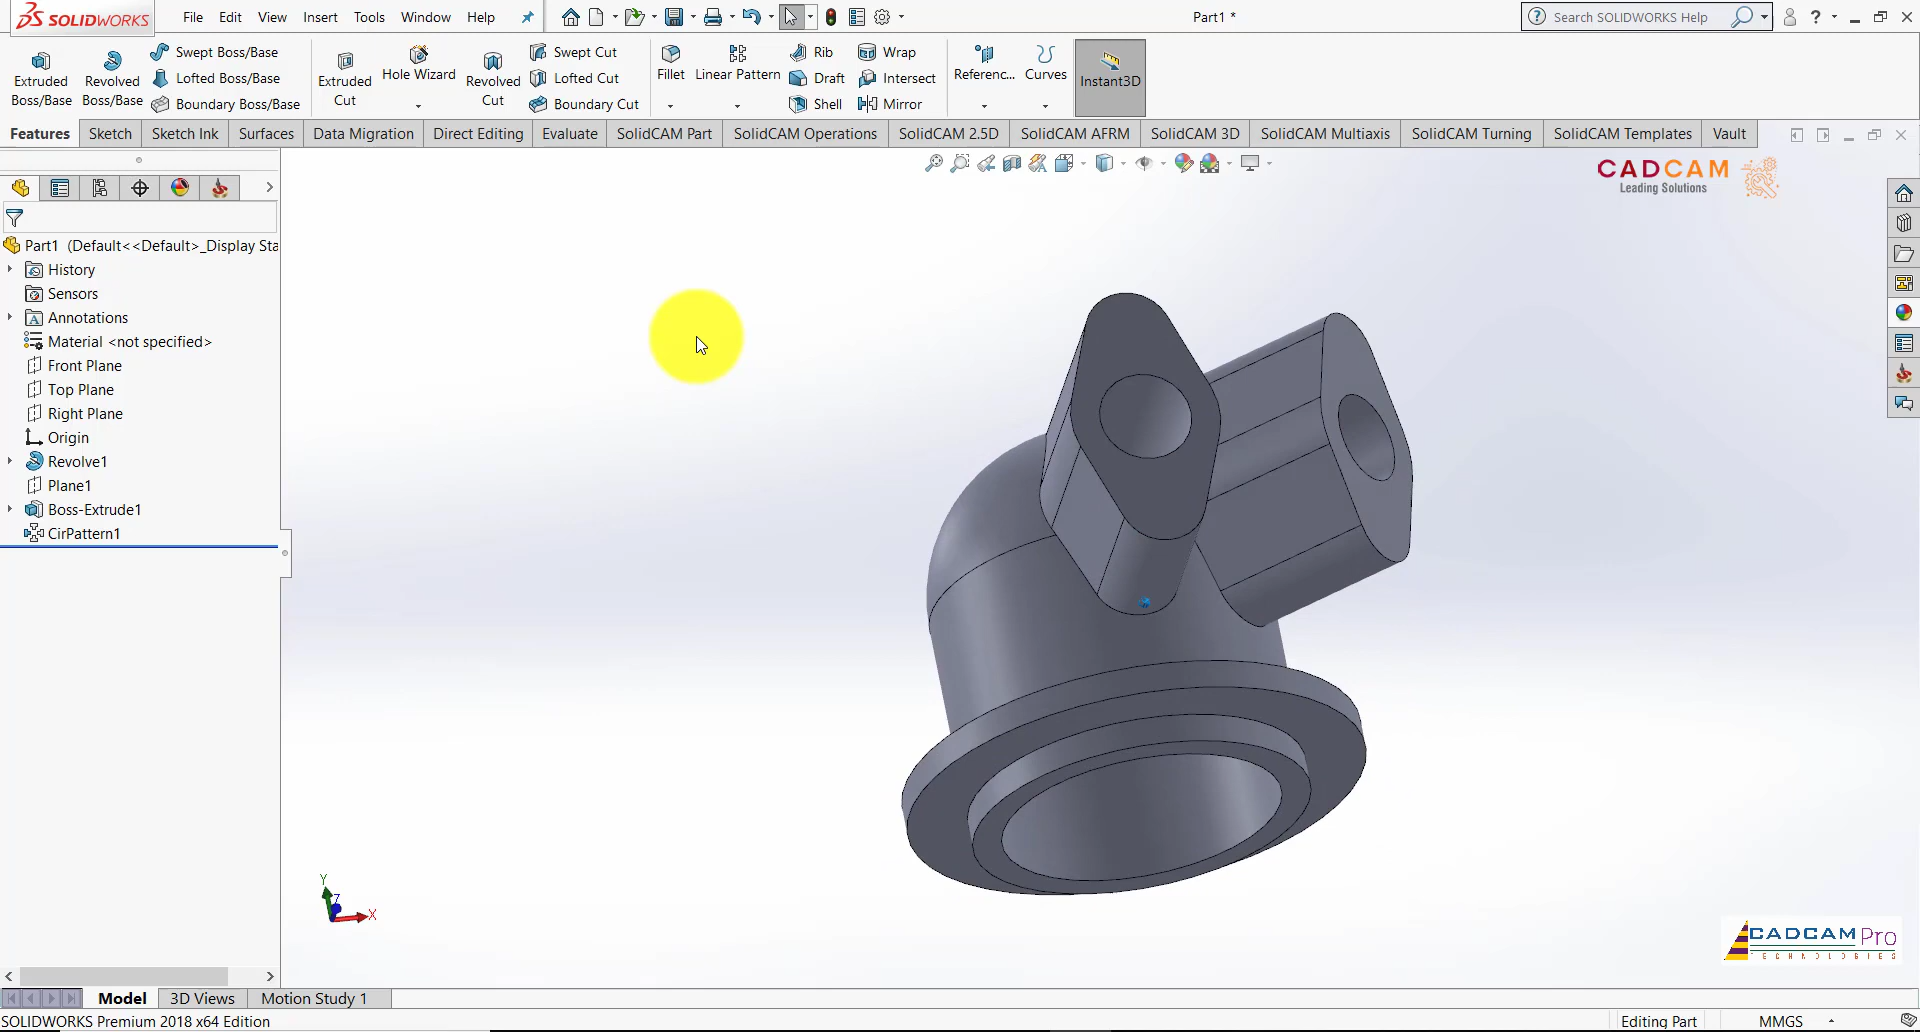 SOLIDWORKS File Edit View Insert Tools Window Help Part1 * Search SOLIDWORKS Help
Extruded Boss/Base
Revolved Boss/Base
Swept Boss/Base
Lofted Boss/Base
Boundary Boss/Base
Extruded Cut
Hole Wizard
Revolved Cut
Swept Cut
Lofted Cut
Boundary Cut
Fillet
Linear Pattern
Rib
Draft
Shell
Wrap
Intersect
Mirror
Referenc...
Curves
Instant3D
Features Sketch Sketch Ink Surfaces Data Migration Direct Editing Evaluate SolidCAM Part SolidCAM Operations SolidCAM 2.5D SolidCAM AFRM SolidCAM 3D SolidCAM Multiaxis SolidCAM Turning SolidCAM Templates Vault
CADCAM
Leading Solutions
Part1 (Default<<Default>_Display Sta
History
Sensors
Annotations
Material <not specified>
Front Plane
Top Plane
Right Plane
Origin
Revolve1
Plane1
Boss-Extrude1
CirPattern1
Y
Z
X
CADCAM Pro
TECHNOLOGIES
Model 3D Views Motion Study 1
SOLIDWORKS Premium 2018 x64 Edition Editing Part MMGS